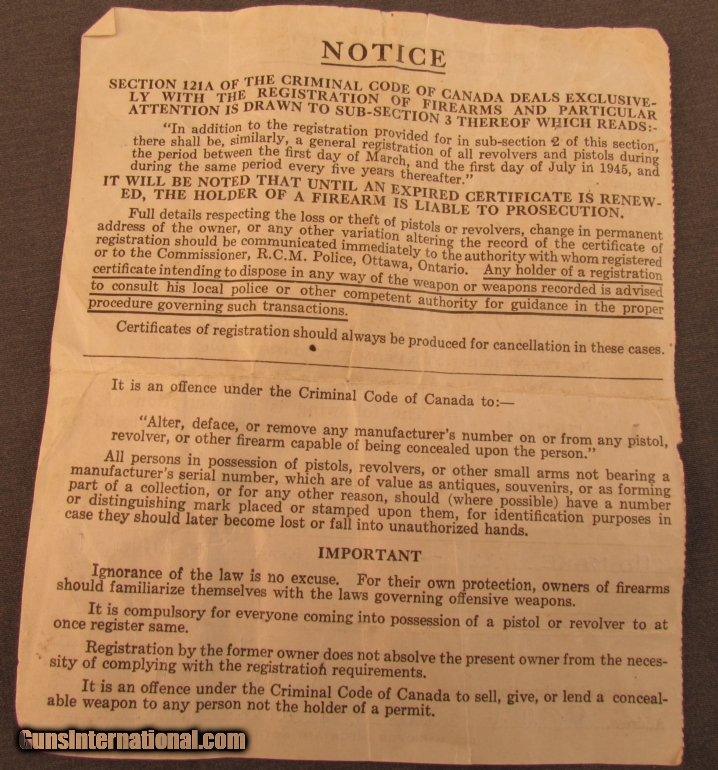 NOTICE
SECTION 121A OF THE CRIMINAL CODE OF CANADA DEALS EXCLUSIVE-
LY WITH THE REGISTRATION OF FIREARMS AND PARTICULAR
ATTENTION IS DRAWN TO SUB-SECTION 3 THEREOF WHICH READS:-
"In addition to the registration provided for in sub-section 2 of this section,
there shall be, similarly, a general registration of all revolvers and pistols during
the period between the first day of March, and the first day of July in 1945, and
during the same period every five years thereafter."
IT WILL BE NOTED THAT UNTIL AN EXPIRED CERTIFICATE IS RENEW-
ED, THE HOLDER OF A FIREARM IS LIABLE TO PROSECUTION.
Full details respecting the loss or theft of pistols or revolvers, change in permanent
address of the owner, or any other variation altering the record of the certificate of
registration should be communicated immediately to the authority with whom registered
or to the Commissioner, R.C.M. Police, Ottawa, Ontario. Any holder of a registration
certificate intending to dispose in any way of the weapon or weapons recorded is advised
to consult his local police or other competent authority for guidance in the proper
procedure governing such transactions.
Certificates of registration should always be produced for cancellation in these cases.
It is an offence under the Criminal Code of Canada to:—
"Alter, deface, or remove any manufacturer's number on or from any pistol,
revolver, or other firearm capable of being concealed upon the person."
All persons in possession of pistols, revolvers, or other small arms not bearing a
manufacturer's serial number, which are of value as antiques, souvenirs, or as forming
part of a collection, or for any other reason, should (where possible) have a number
or distinguishing mark placed or stamped upon them, for identification purposes in
case they should later become lost or fall into unauthorized hands.
IMPORTANT
Ignorance of the law is no excuse. For their own protection, owners of firearms
should familiarize themselves with the laws governing offensive weapons.
It is compulsory for everyone coming into possession of a pistol or revolver to at
once register same.
Registration by the former owner does not absolve the present owner from the neces-
sity of complying with the registration requirements.
It is an offence under the Criminal Code of Canada to sell, give, or lend a conceal-
able weapon to any person not the holder of a permit.
GunsInternational.com